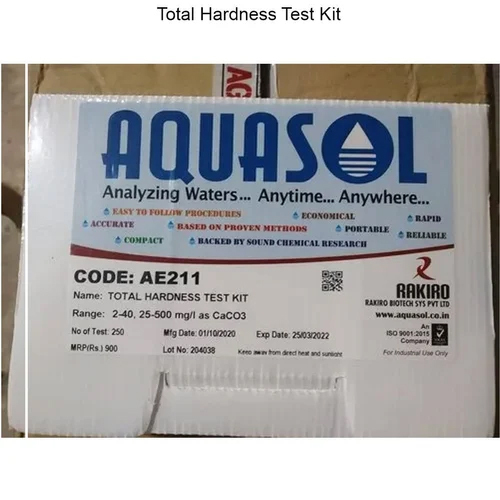 Total Hardness Test Kit
AG
AQUASOL
Analyzing Waters... Anytime... Anywhere...
EASY TO FOLLOW PROCEDURES ECONOMICAL RAPID
ACCURATE BASED ON PROVEN METHODS PORTABLE
COMPACT BACKED BY SOUND CHEMICAL RESEARCH RELIABLE
CODE: AE211
Name: TOTAL HARDNESS TEST KIT
Range: 2-40, 25-500 mg/l as CaCO3
No of Test: 250 Mfg Date: 01/10/2020 Exp Date: 25/03/2022
MRP(Rs.) 900 Lot No: 204038 Keep away from direct heat and sunlight
RAKIRO
RAKIRO BIOTECH SYS PVT LTD
www.aquasol.co.in
An
ISO 9001:2015
Company
For Industrial Use Only